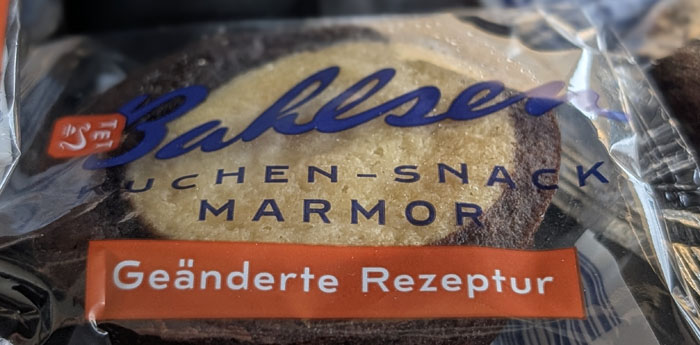 TET
Bahlsen
KUCHEN-SNACK
MARMOR
Geänderte Rezeptur